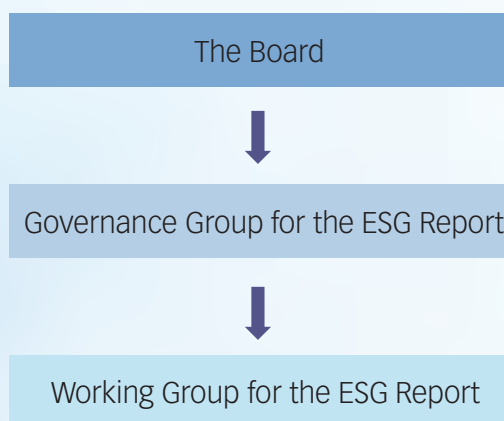 The Board
Governance Group for the ESG Report
Working Group for the ESG Report